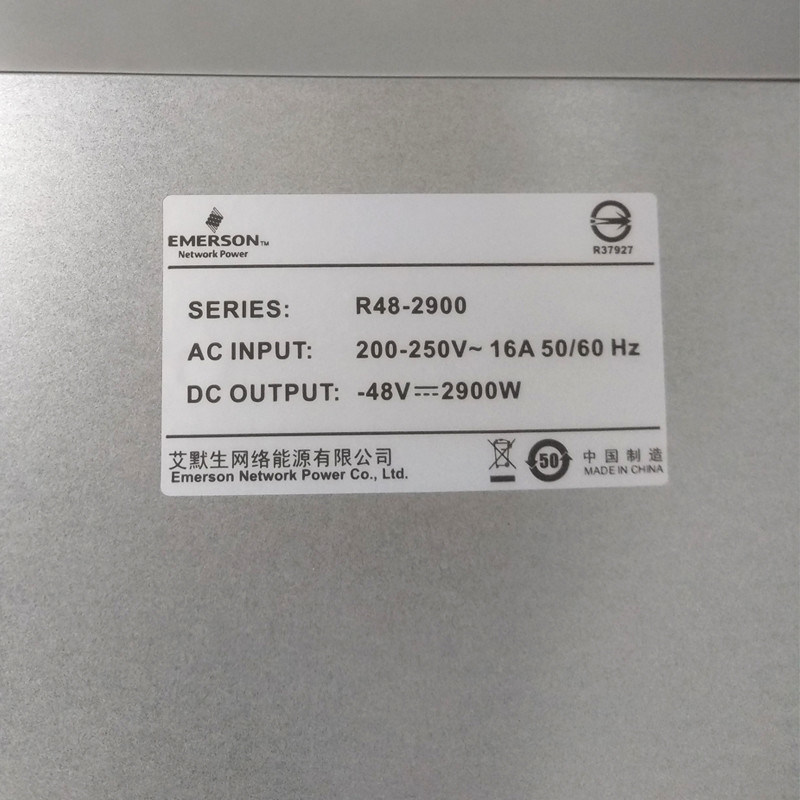 EMERSON™
Network Power
R37927
SERIES: R48-2900
AC INPUT: 200-250V~ 16A 50/60 Hz
DC OUTPUT: -48V⎓2900W
艾默生网络能源有限公司
Emerson Network Power Co., Ltd.
50
中国制造
MADE IN CHINA